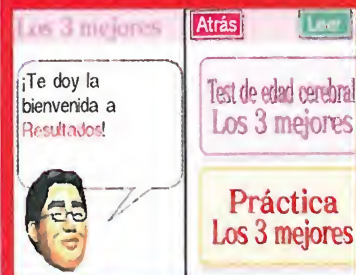 Los 3 mejores
¡Te doy la
bienvenida a
Resultados!
Atrás
Leer
Test de edad cerebral
Los 3 mejores
Práctica
Los 3 mejores